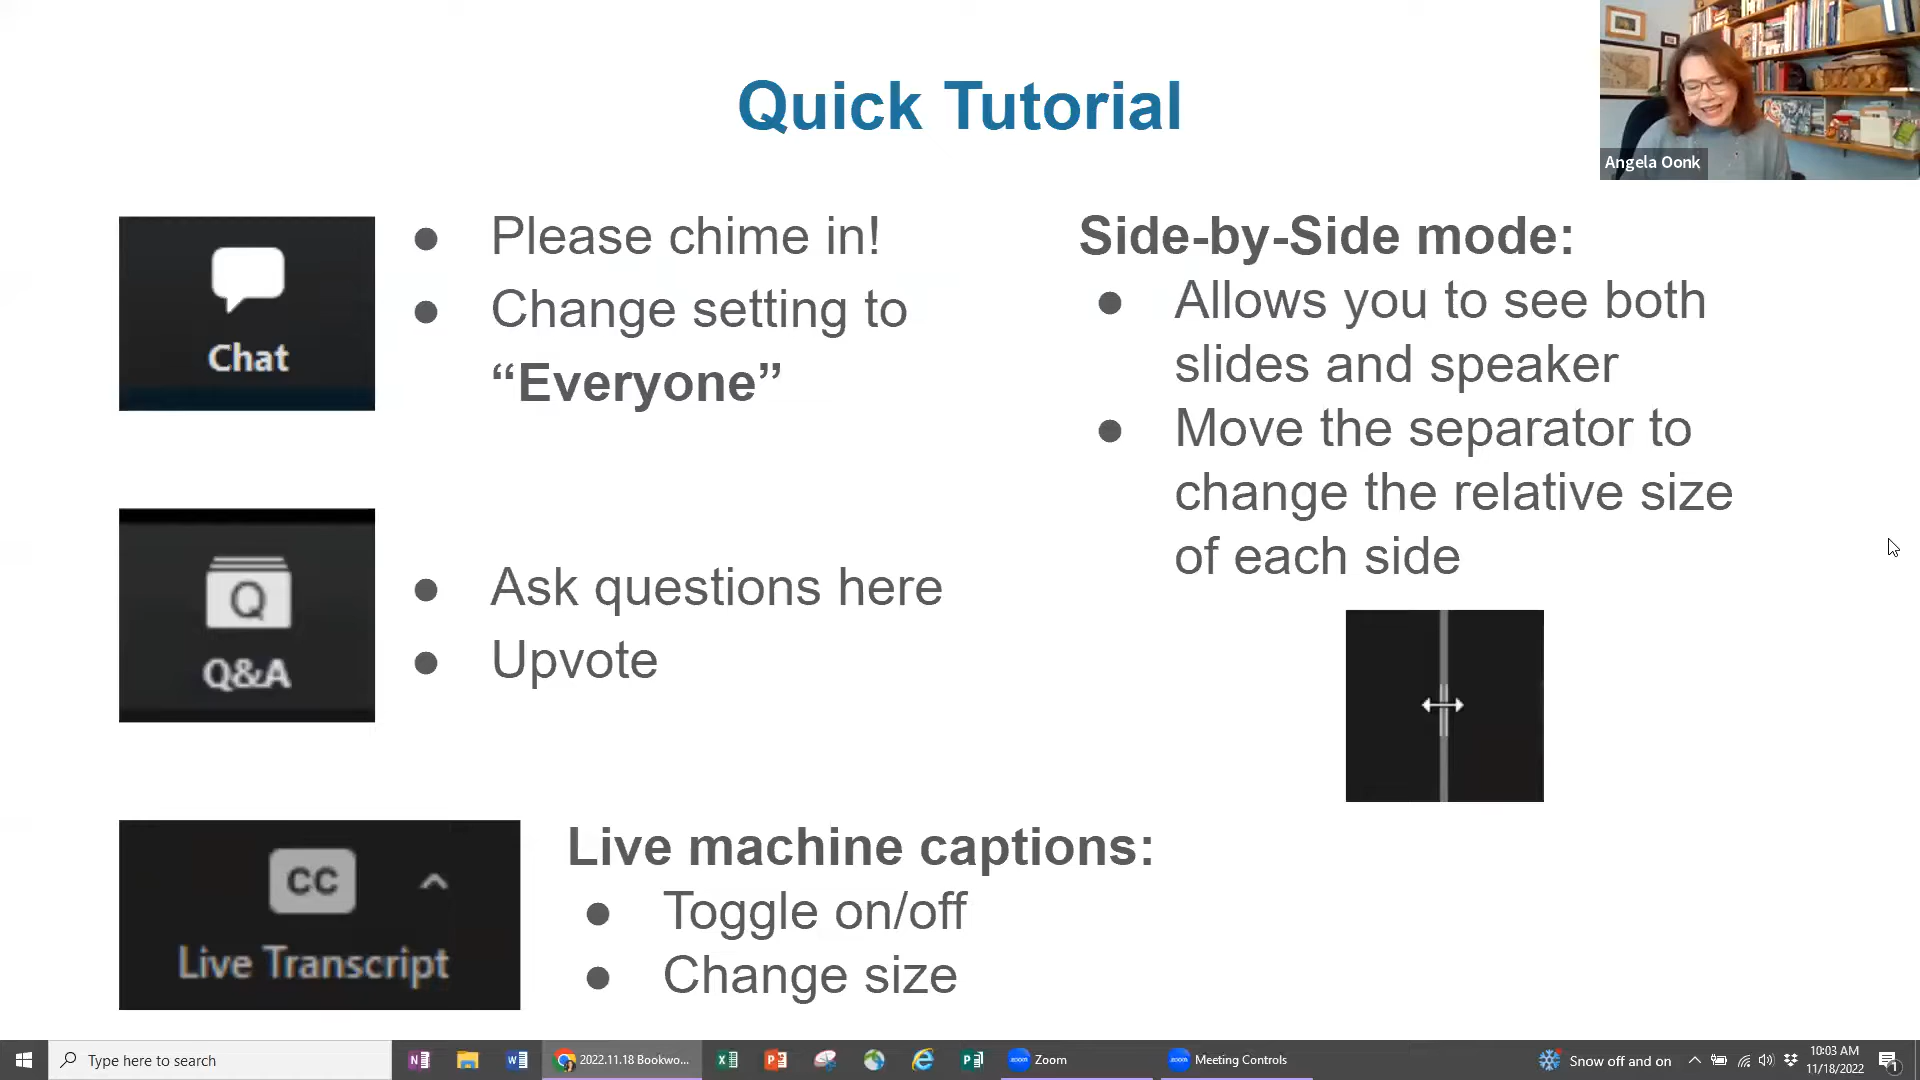 Quick Tutorial
Angela Oonk
Chat
Please chime in!
Change setting to
“Everyone”
Q
Q&A
Ask questions here
Upvote
CC
Live Transcript
Live machine captions:
Toggle on/off
Change size
Side-by-Side mode:
Allows you to see both
slides and speaker
Move the separator to
change the relative size
of each side
Type here to search
2022.11.18 Bookwo...
Zoom
Meeting Controls
Snow off and on
10:03 AM
11/18/2022